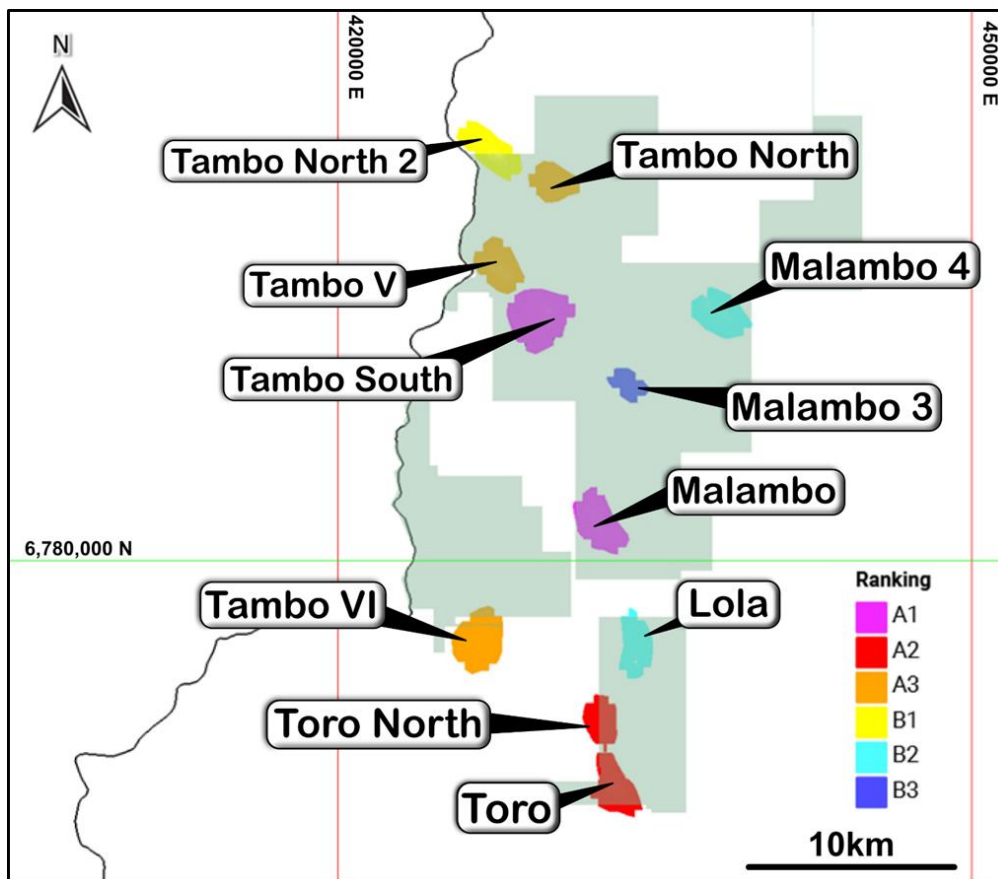 N
420000 E
450000 E
Tambo North 2
Tambo North
Tambo V
Malambo 4
Tambo South
Malambo 3
Malambo
6,780,000 N
Tambo VI
Lola
Toro North
Toro
Ranking
A1
A2
A3
B1
B2
B3
10km